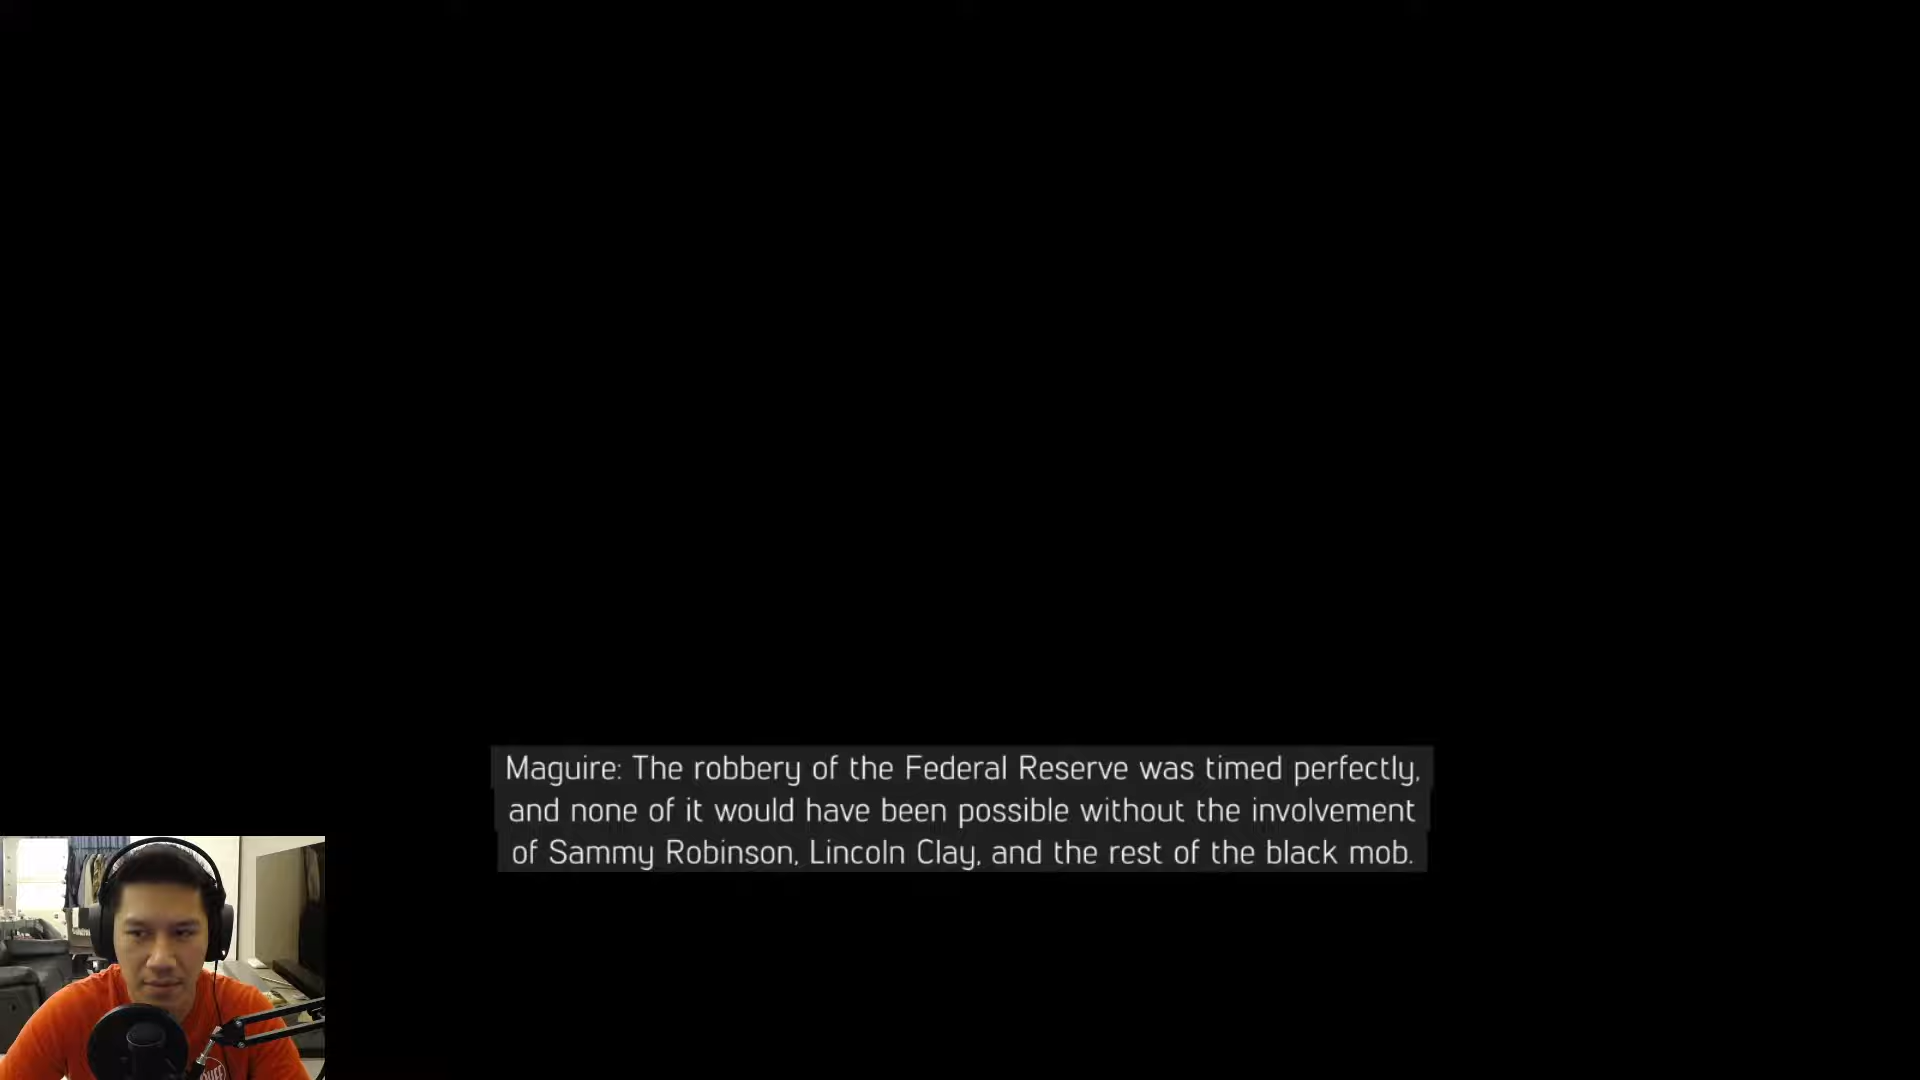 Maguire: The robbery of the Federal Reserve was timed perfectly,
and none of it would have been possible without the involvement
of Sammy Robinson, Lincoln Clay, and the rest of the black mob.